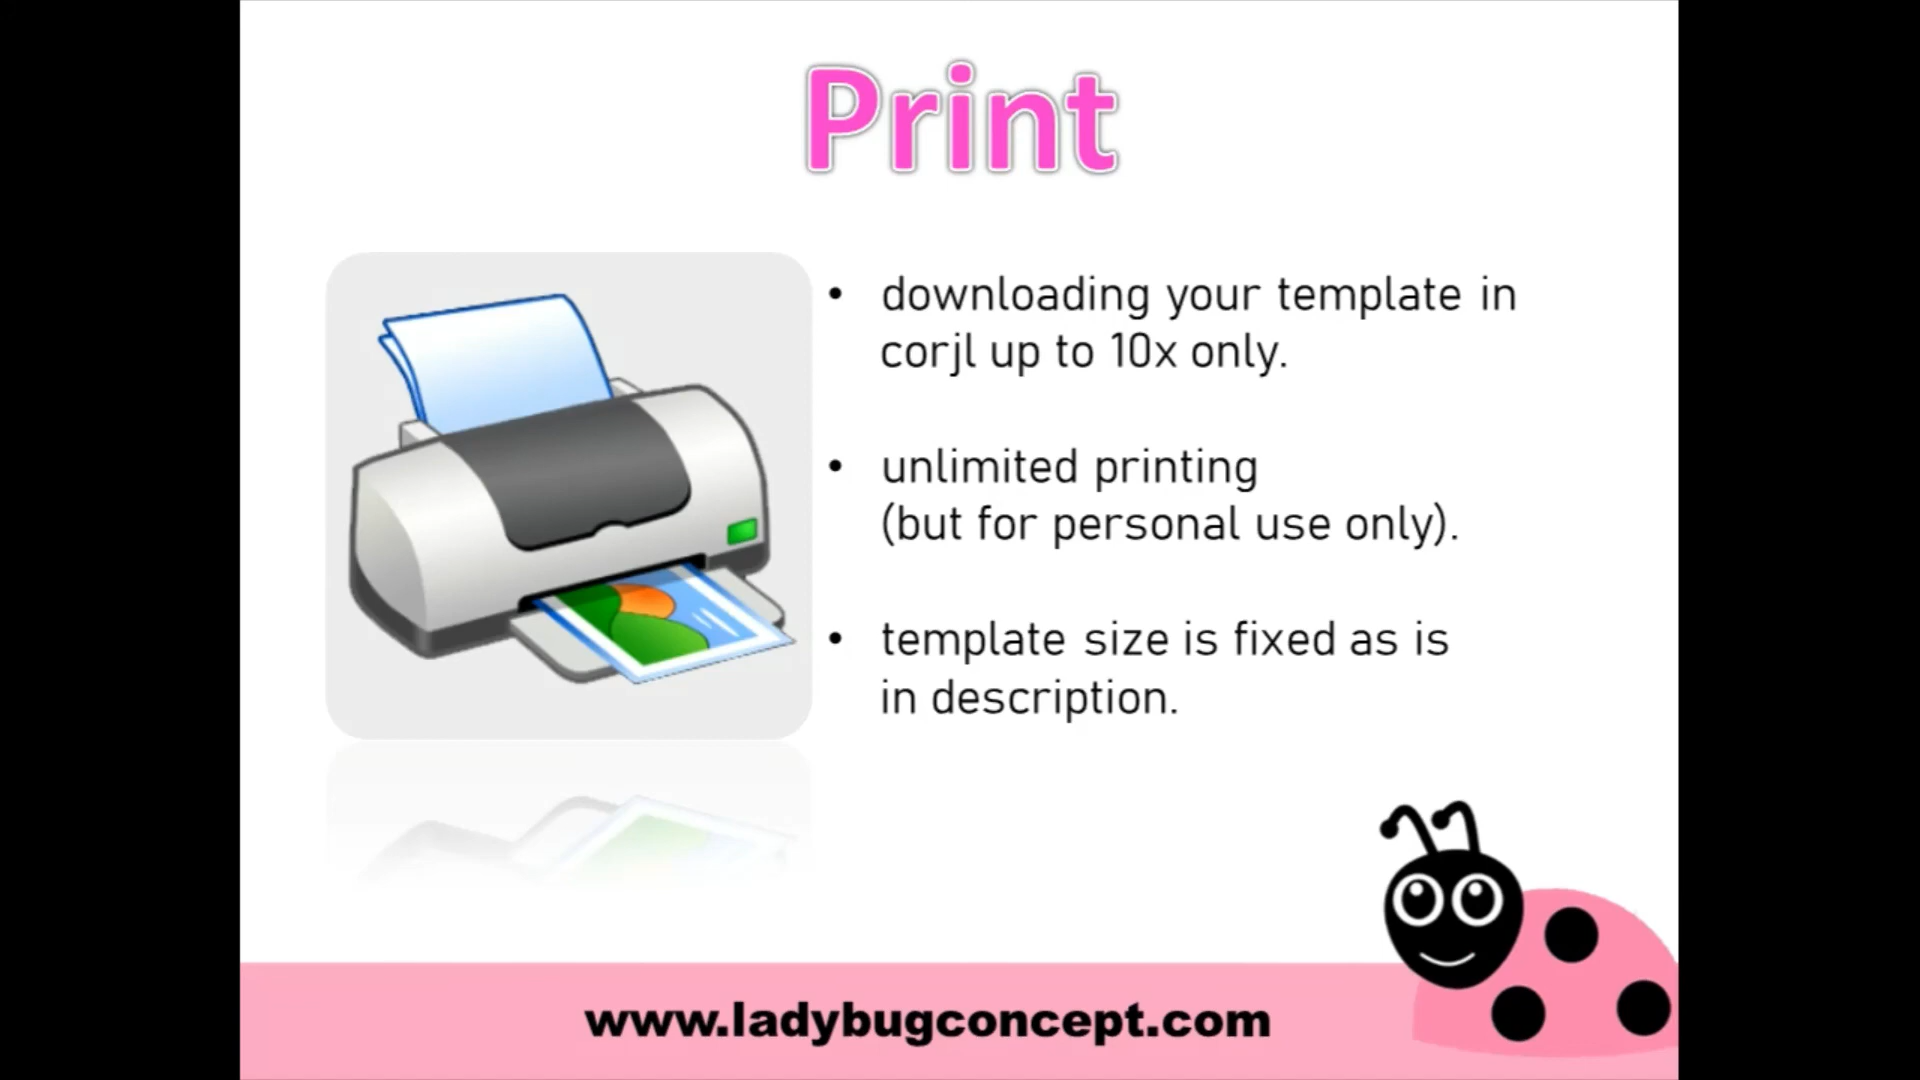 Print
• downloading your template in
corjl up to 10x only.
• unlimited printing
(but for personal use only).
• template size is fixed as is
in description.
www.ladybugconcept.com